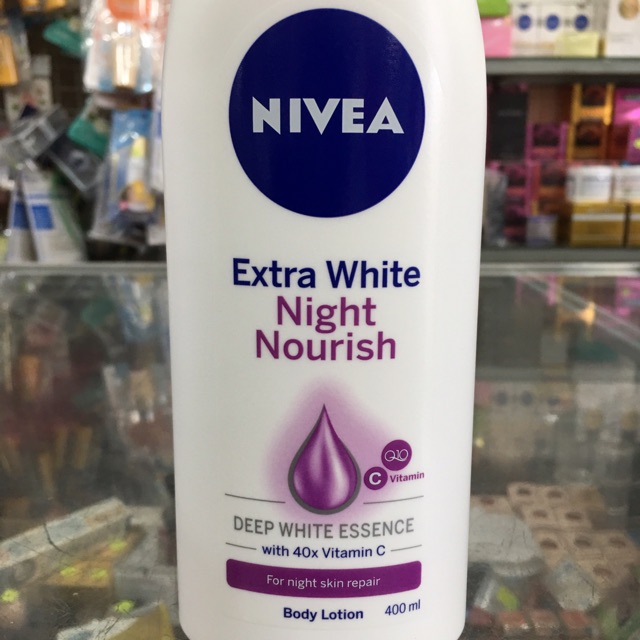 NIVEA
Extra White
Night
Nourish
Q10
C Vitamin
DEEP WHITE ESSENCE
with 40x Vitamin C
For night skin repair
Body Lotion 400 ml